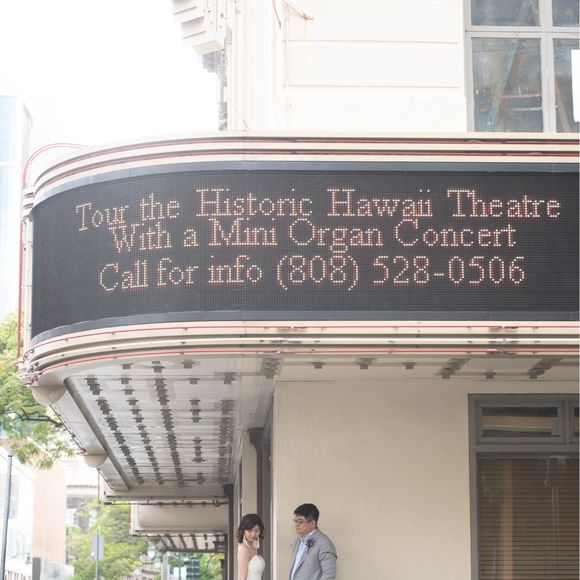 Tour the Historic Hawaii Theatre
With a Mini Organ Concert
Call for info (808) 528-0506